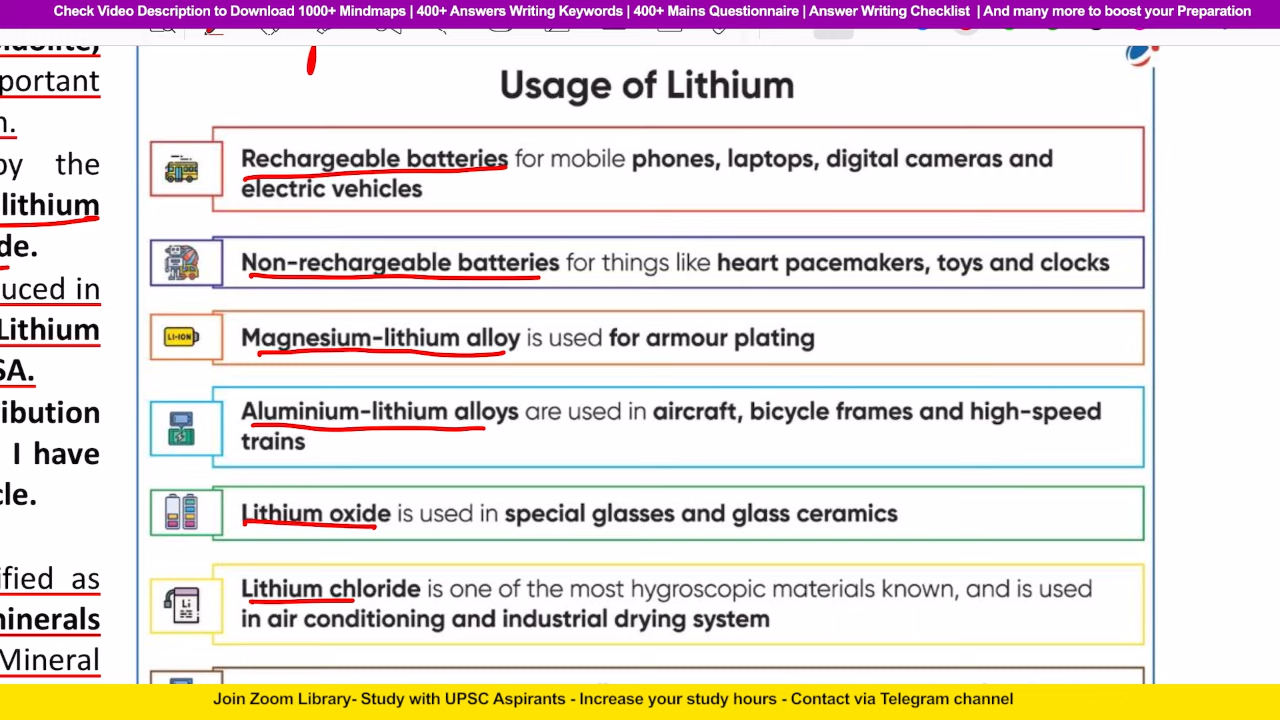 Check Video Description to Download 1000+ Mindmaps | 400+ Answers Writing Keywords | 400+ Mains Questionnaire | Answer Writing Checklist | And many more to boost your Preparation
portant
n.
by the
lithium
de.
uced in
Lithium
SA.
ribution
I have
cle.
ified as
minerals
Mineral
Usage of Lithium
Rechargeable batteries for mobile phones, laptops, digital cameras and
electric vehicles
Non-rechargeable batteries for things like heart pacemakers, toys and clocks
LI-ION
Magnesium-lithium alloy is used for armour plating
Aluminium-lithium alloys are used in aircraft, bicycle frames and high-speed
trains
Lithium oxide is used in special glasses and glass ceramics
Li
Lithium chloride is one of the most hygroscopic materials known, and is used
in air conditioning and industrial drying system
Join Zoom Library- Study with UPSC Aspirants - Increase your study hours - Contact via Telegram channel